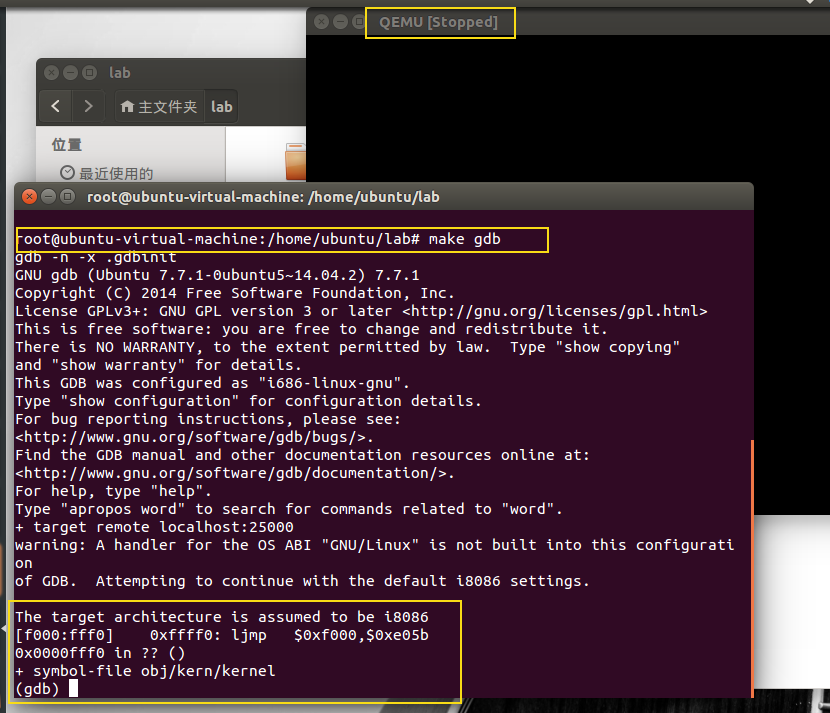 QEMU [Stopped]
lab
主文件夹
lab
位置
最近使用的
root@ubuntu-virtual-machine: /home/ubuntu/lab
root@ubuntu-virtual-machine:/home/ubuntu/lab# make gdb
gdb -n -x .gdbinit
GNU gdb (Ubuntu 7.7.1-0ubuntu5~14.04.2) 7.7.1
Copyright (C) 2014 Free Software Foundation, Inc.
License GPLv3+: GNU GPL version 3 or later <http://gnu.org/licenses/gpl.html>
This is free software: you are free to change and redistribute it.
There is NO WARRANTY, to the extent permitted by law.  Type "show copying"
and "show warranty" for details.
This GDB was configured as "i686-linux-gnu".
Type "show configuration" for configuration details.
For bug reporting instructions, please see:
<http://www.gnu.org/software/gdb/bugs/>.
Find the GDB manual and other documentation resources online at:
<http://www.gnu.org/software/gdb/documentation/>.
For help, type "help".
Type "apropos word" to search for commands related to "word".
+ target remote localhost:25000
warning: A handler for the OS ABI "GNU/Linux" is not built into this configurati
on
of GDB.  Attempting to continue with the default i8086 settings.
The target architecture is assumed to be i8086
[f000:fff0]    0xffff0: ljmp   $0xf000,$0xe05b
0x0000fff0 in ?? ()
+ symbol-file obj/kern/kernel
(gdb)